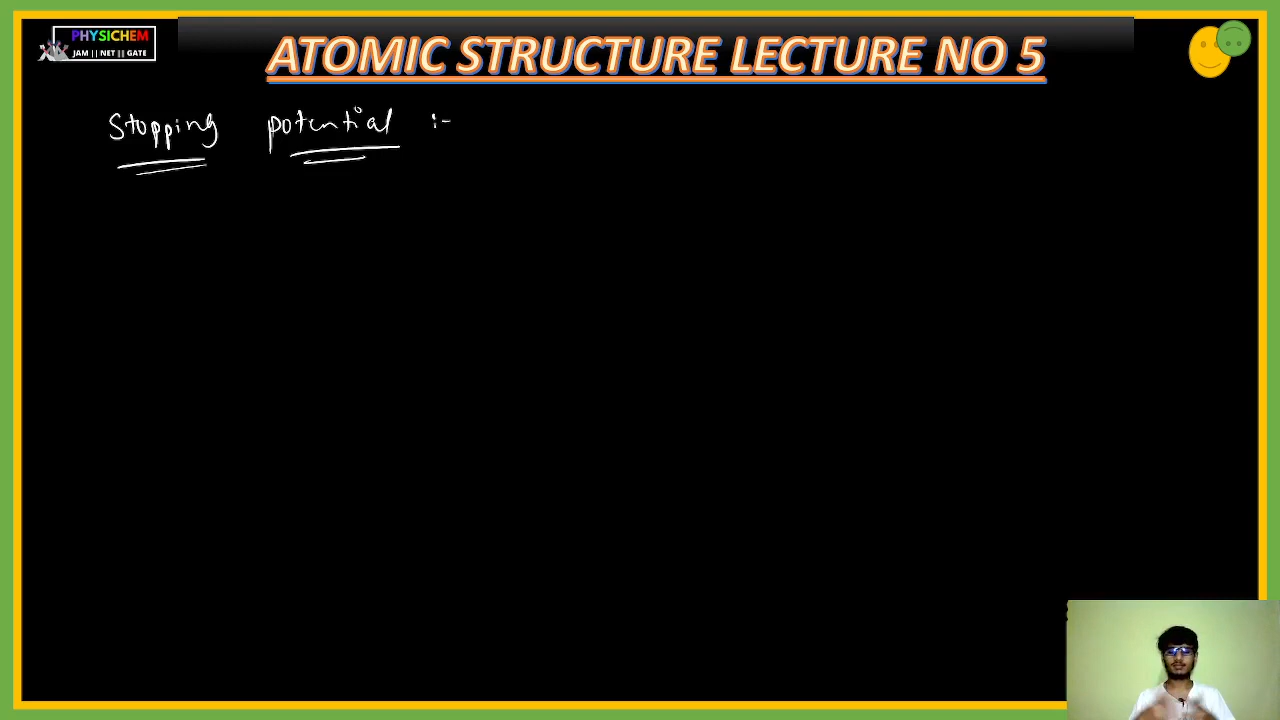 PHYSICHEM
JAM || NET || GATE
ATOMIC STRUCTURE LECTURE NO 5
Stopping potential :-